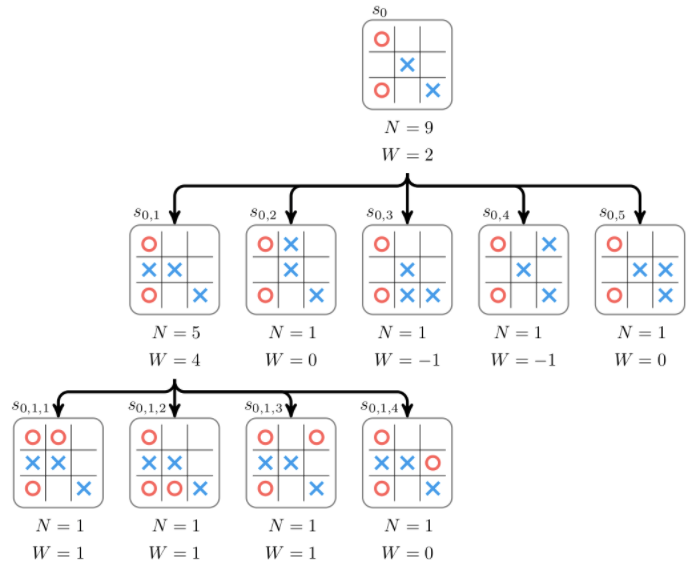 s₀
O
×
O ×
N = 9
W = 2
s₀,₁ s₀,₂ s₀,₃ s₀,₄ s₀,₅
O O × O O × O
× × × × × × ×
O × O × O × × O × O ×
N = 5 N = 1 N = 1 N = 1 N = 1
W = 4 W = 0 W = −1 W = −1 W = 0
s₀,₁,₁ s₀,₁,₂ s₀,₁,₃ s₀,₁,₄
O O O O O O
× × × × × × × × O
O × O O × O × O ×
N = 1 N = 1 N = 1 N = 1
W = 1 W = 1 W = 1 W = 0